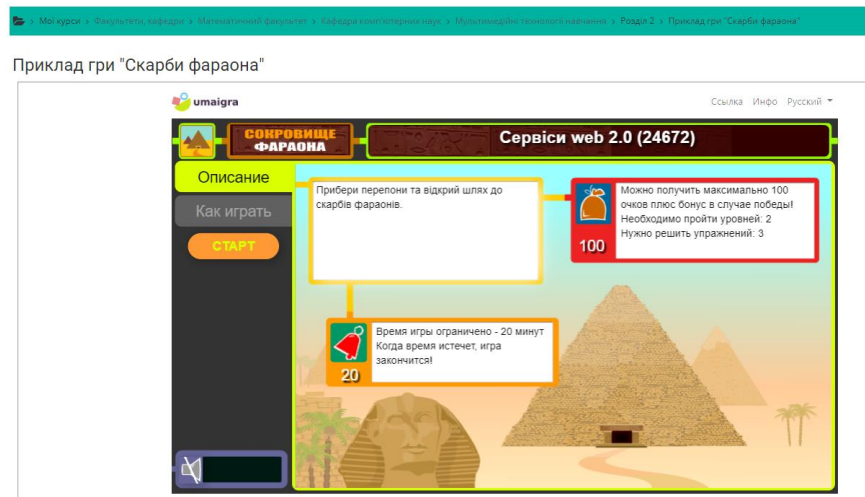 > Мої курси > Факультети, кафедри > Математичний факультет > Кафедра комп'ютерних наук > Мультимедійні технології навчання > Розділ 2 > Приклад гри "Скарби фараона"
Приклад гри "Скарби фараона"
umaigra
Ссылка Инфо Русский
СОКРОВИЩЕ
ФАРАОНА
Сервіси web 2.0 (24672)
Описание
Как играть
СТАРТ
Прибери перепони та відкрий шлях до
скарбів фараонів.
Можно получить максимально 100
очков плюс бонус в случае победы!
Необходимо пройти уровней: 2
Нужно решить упражнений: 3
100
Время игры ограничено - 20 минут
Когда время истечет, игра
закончится!
20